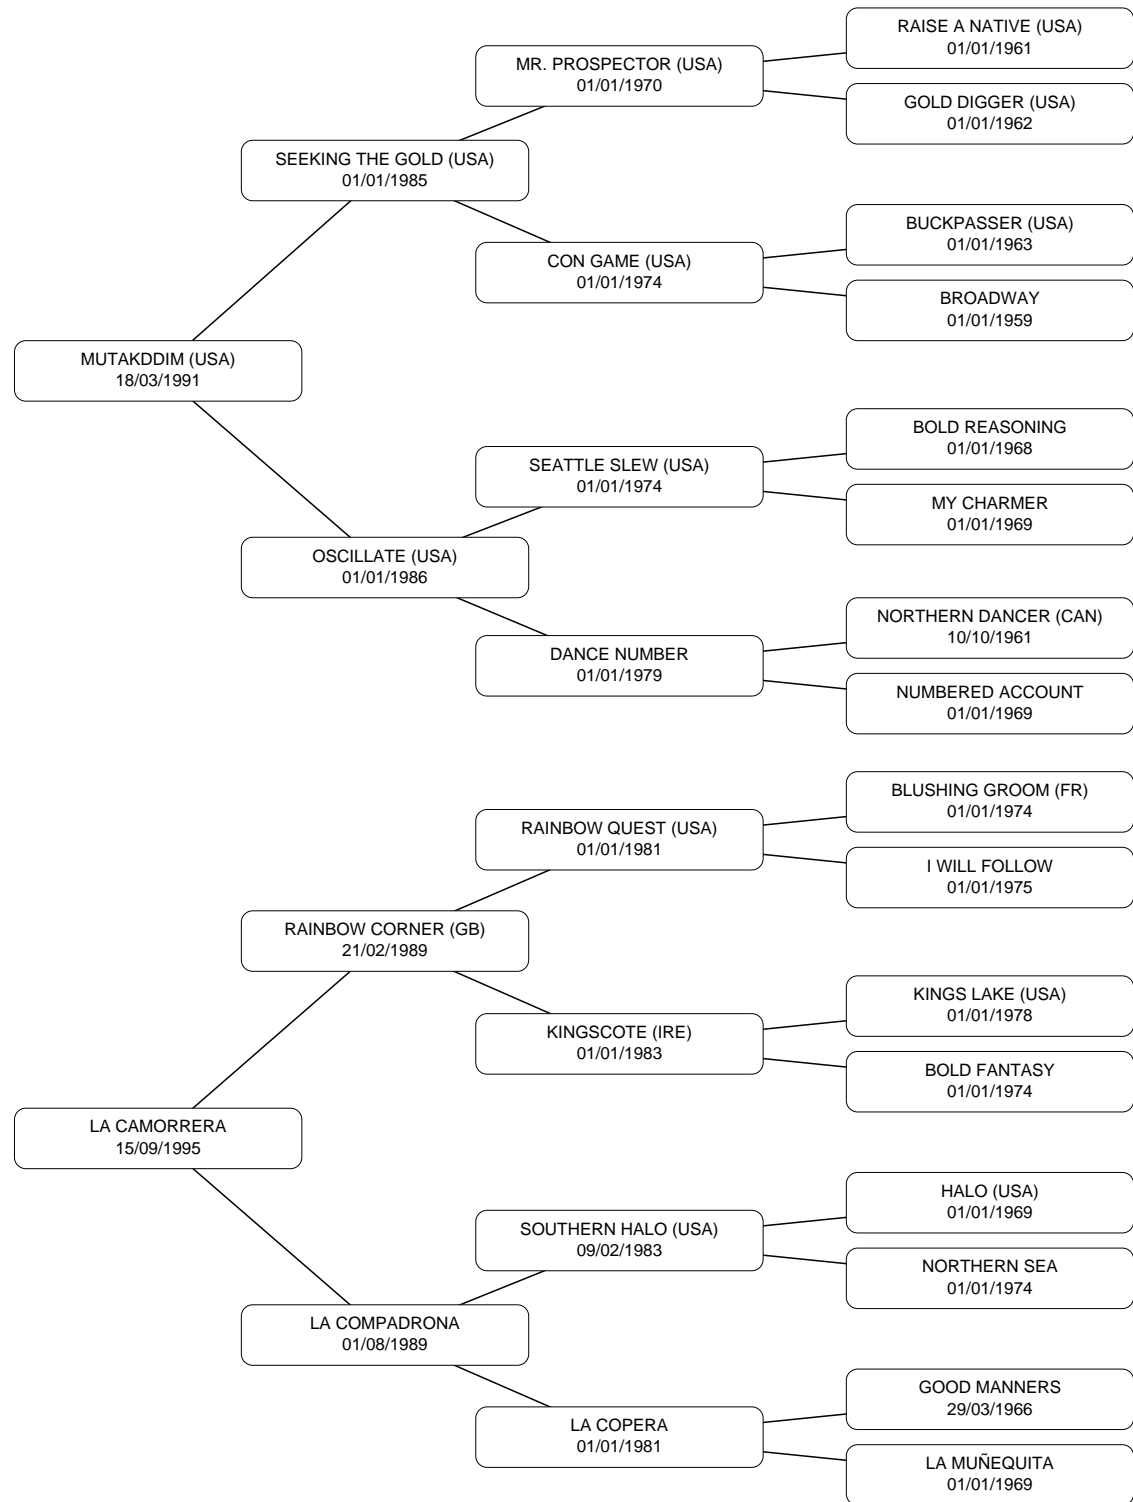 RAISE A NATIVE (USA)
01/01/1961
MR. PROSPECTOR (USA)
01/01/1970
GOLD DIGGER (USA)
01/01/1962
SEEKING THE GOLD (USA)
01/01/1985
BUCKPASSER (USA)
01/01/1963
CON GAME (USA)
01/01/1974
BROADWAY
01/01/1959
MUTAKDDIM (USA)
18/03/1991
BOLD REASONING
01/01/1968
SEATTLE SLEW (USA)
01/01/1974
MY CHARMER
01/01/1969
OSCILLATE (USA)
01/01/1986
NORTHERN DANCER (CAN)
10/10/1961
DANCE NUMBER
01/01/1979
NUMBERED ACCOUNT
01/01/1969
BLUSHING GROOM (FR)
01/01/1974
RAINBOW QUEST (USA)
01/01/1981
I WILL FOLLOW
01/01/1975
RAINBOW CORNER (GB)
21/02/1989
KINGS LAKE (USA)
01/01/1978
KINGSCOTE (IRE)
01/01/1983
BOLD FANTASY
01/01/1974
LA CAMORRERA
15/09/1995
HALO (USA)
01/01/1969
SOUTHERN HALO (USA)
09/02/1983
NORTHERN SEA
01/01/1974
LA COMPADRONA
01/08/1989
GOOD MANNERS
29/03/1966
LA COPERA
01/01/1981
LA MUÑEQUITA
01/01/1969